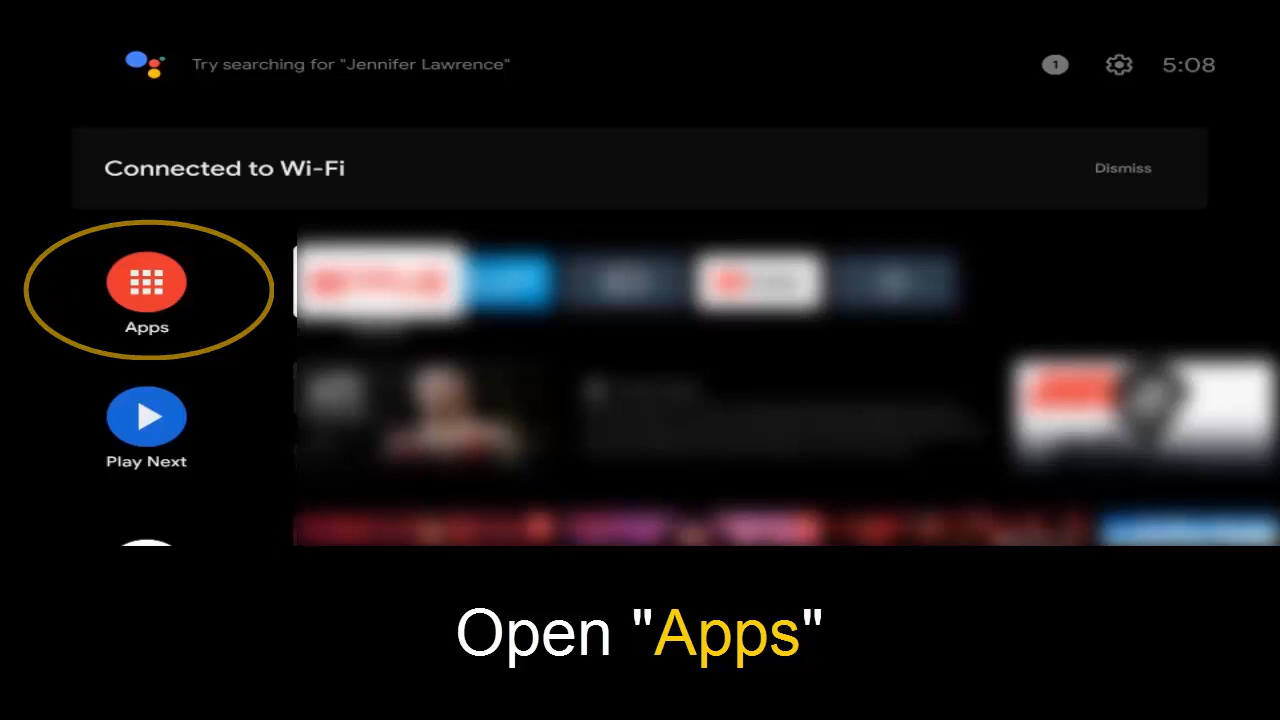 Try searching for "Jennifer Lawrence"
1
5:08
Connected to Wi-Fi
Dismiss
Apps
Play Next
Open "Apps"